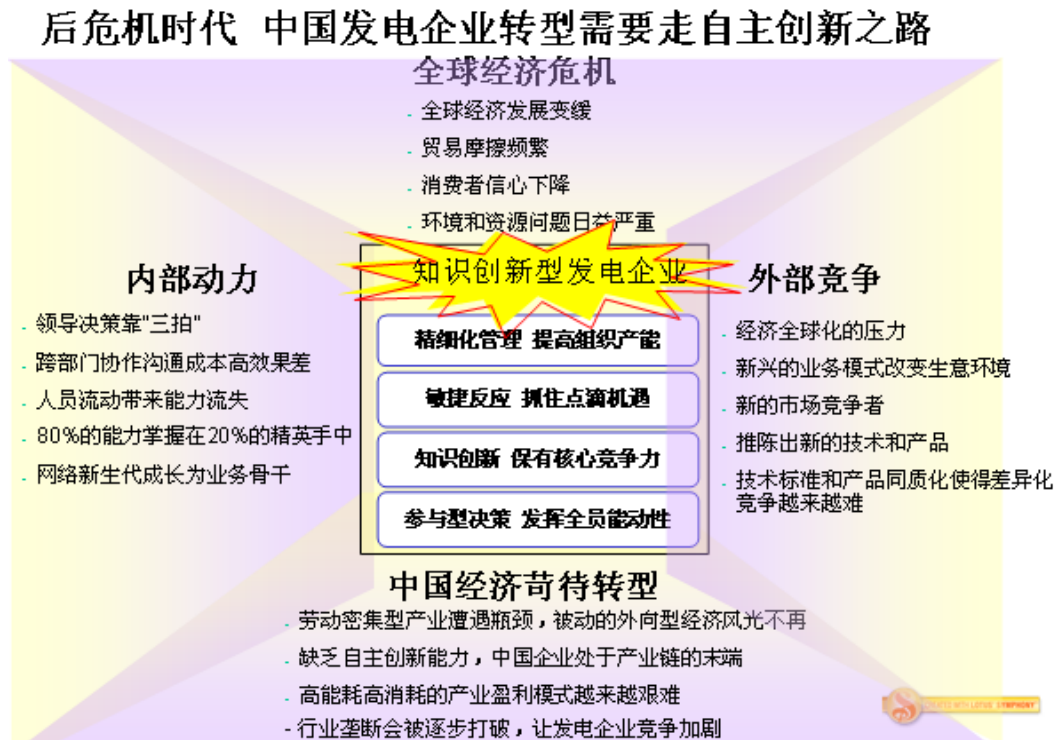 后危机时代 中国发电企业转型需要走自主创新之路
全球经济危机
全球经济发展变缓
贸易摩擦频繁
消费者信心下降
环境和资源问题日益严重
内部动力
领导决策靠"三拍"
跨部门协作沟通成本高效果差
人员流动带来能力流失
80%的能力掌握在20%的精英手中
网络新生代成长为业务骨干
知识创新型发电企业
精细化管理 提高组织产能
敏捷反应 抓住点滴机遇
知识创新 保有核心竞争力
参与型决策 发挥全员能动性
外部竞争
经济全球化的压力
新兴的业务模式改变生意环境
新的市场竞争者
推陈出新的技术和产品
技术标准和产品同质化使得差异化
竞争越来越难
中国经济苛待转型
劳动密集型产业遭遇瓶颈，被动的外向型经济风光不再
缺乏自主创新能力，中国企业处于产业链的末端
高能耗高消耗的产业盈利模式越来越艰难
- 行业垄断会被逐步打破，让发电企业竞争加剧
WITH LOTUS SYMPHONY